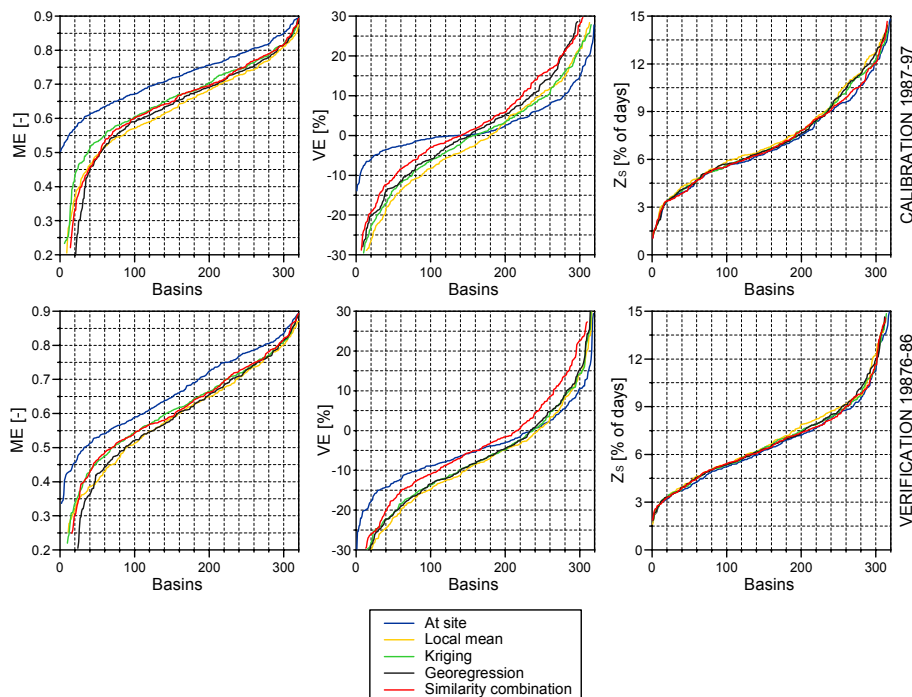 0.9
0.8
0.7
0.6
0.5
0.4
0.3
0.2
ME [-]
0 100 200 300
Basins
30
20
10
0
-10
-20
-30
VE [%]
0 100 200 300
Basins
15
12
9
6
3
0
Zs [% of days]
0 100 200 300
Basins
CALIBRATION 1987-97
0.9
0.8
0.7
0.6
0.5
0.4
0.3
0.2
ME [-]
0 100 200 300
Basins
30
20
10
0
-10
-20
-30
VE [%]
0 100 200 300
Basins
15
12
9
6
3
0
Zs [% of days]
0 100 200 300
Basins
VERIFICATION 19876-86
At site
Local mean
Kriging
Georegression
Similarity combination